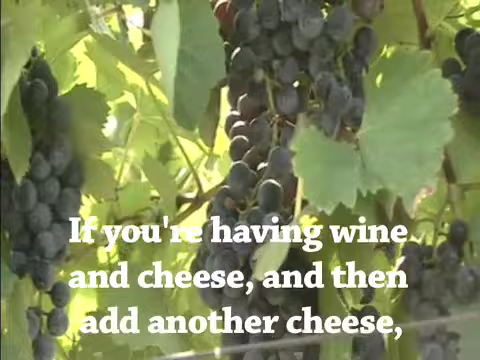 If you're having wine
and cheese, and then
add another cheese,